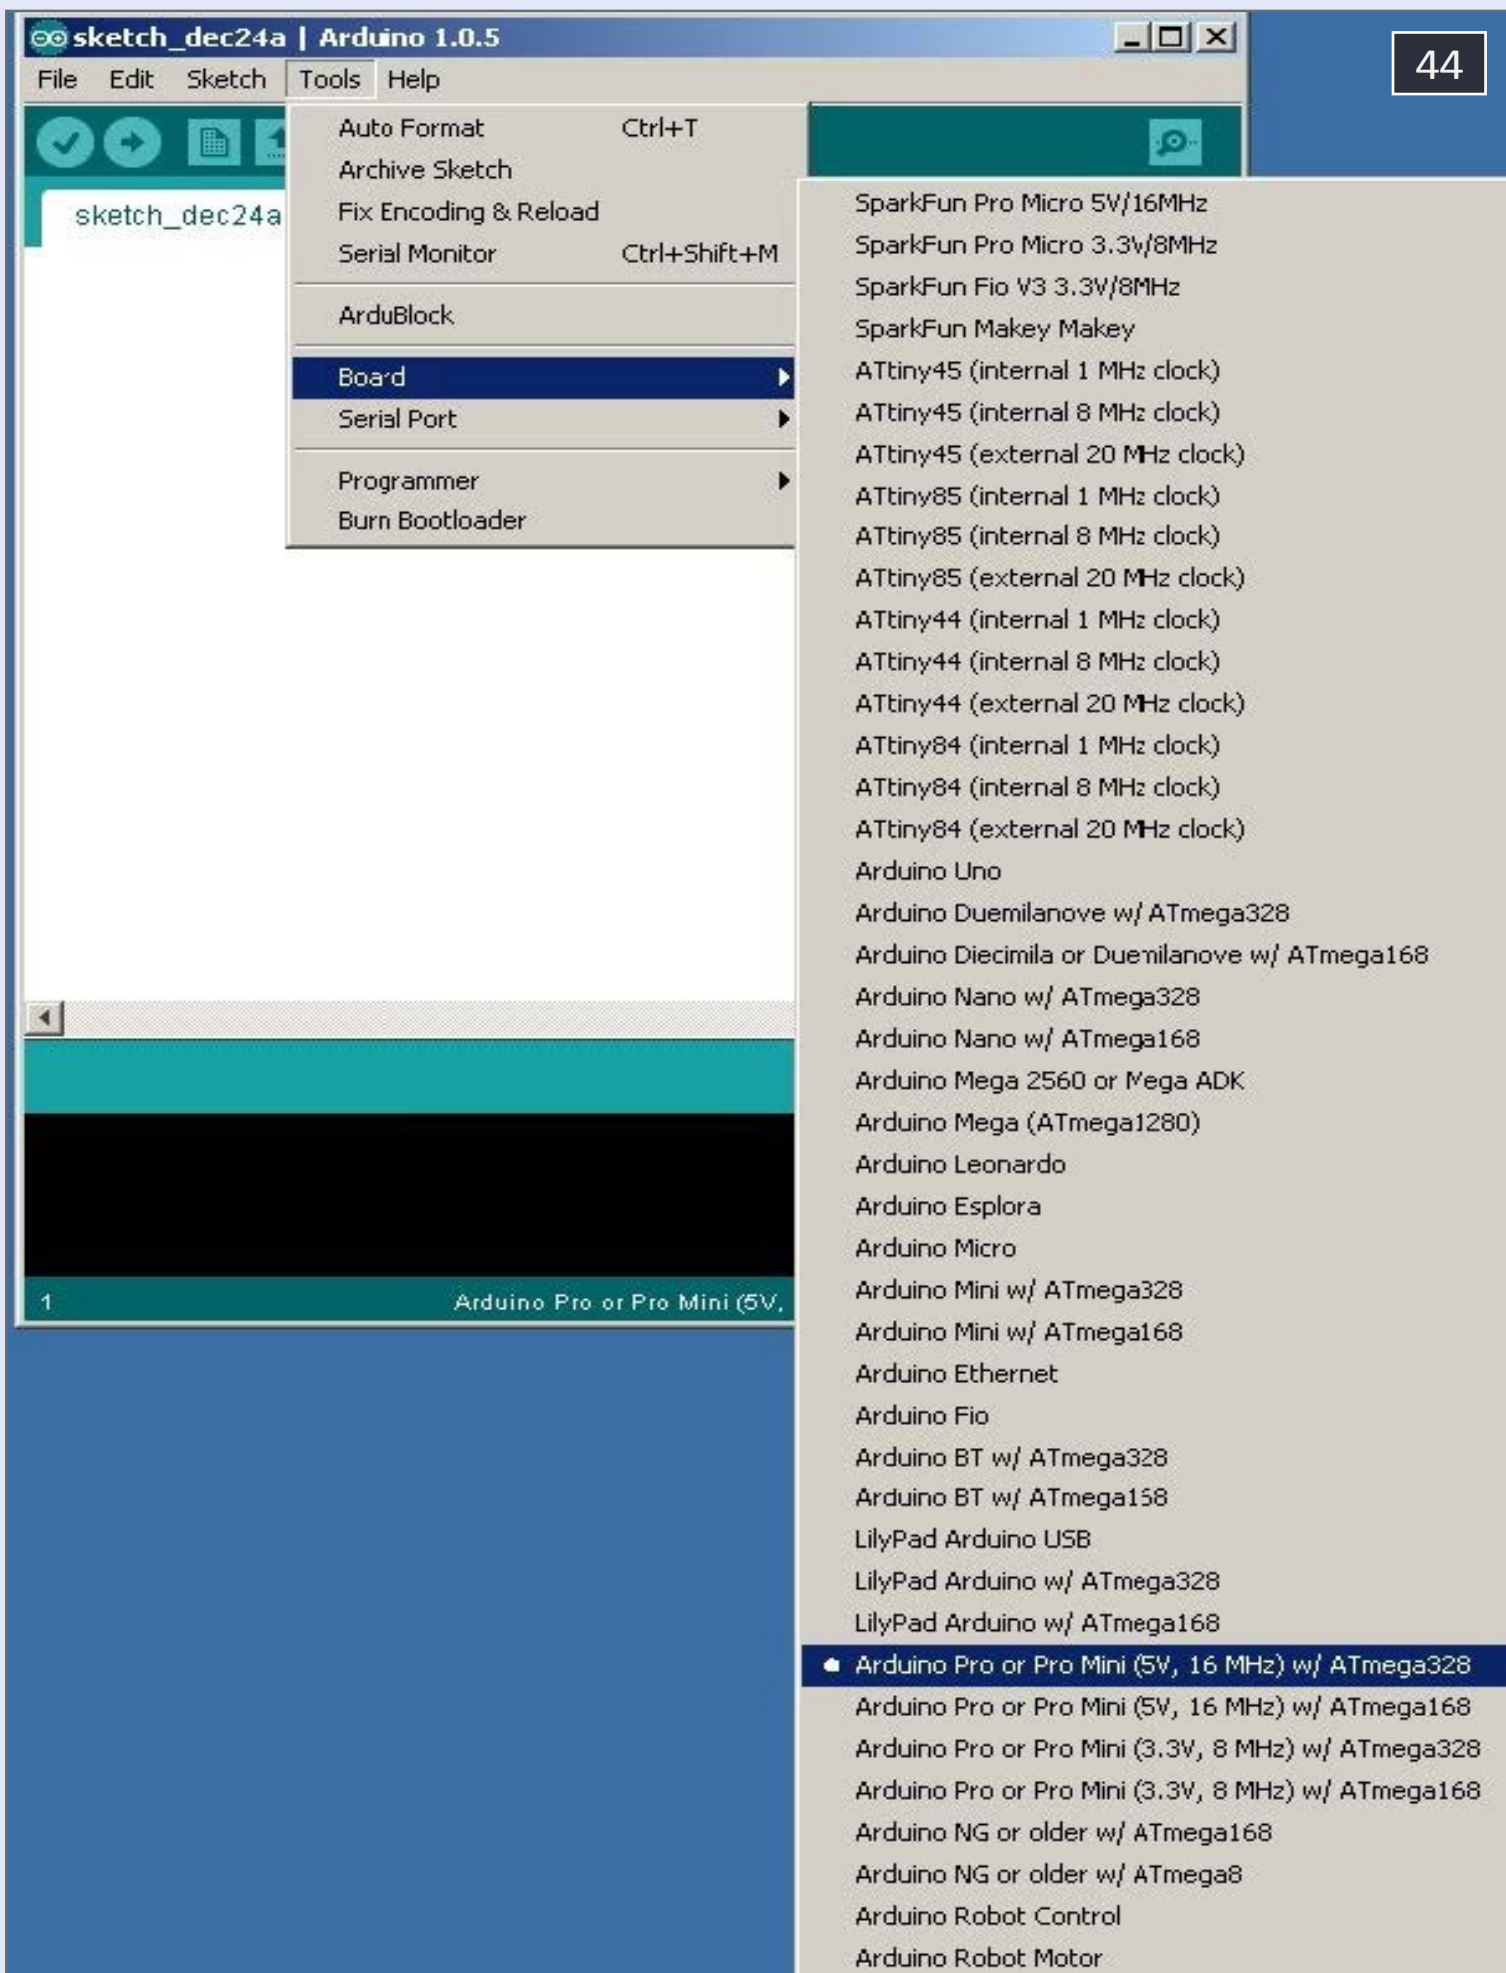 sketch_dec24a | Arduino 1.0.5
44
File Edit Sketch Tools Help
Auto Format Ctrl+T
Archive Sketch
sketch_dec24a
Fix Encoding & Reload
Serial Monitor Ctrl+Shift+M
ArduBlock
Board
Serial Port
Programmer
Burn Bootloader
SparkFun Pro Micro 5V/16MHz
SparkFun Pro Micro 3.3V/8MHz
SparkFun Fio V3 3.3V/8MHz
SparkFun Makey Makey
ATtiny45 (internal 1 MHz clock)
ATtiny45 (internal 8 MHz clock)
ATtiny45 (external 20 MHz clock)
ATtiny85 (internal 1 MHz clock)
ATtiny85 (internal 8 MHz clock)
ATtiny85 (external 20 MHz clock)
ATtiny44 (internal 1 MHz clock)
ATtiny44 (internal 8 MHz clock)
ATtiny44 (external 20 MHz clock)
ATtiny84 (internal 1 MHz clock)
ATtiny84 (internal 8 MHz clock)
ATtiny84 (external 20 MHz clock)
Arduino Uno
Arduino Duemilanove w/ ATmega328
Arduino Diecimila or Duemilanove w/ ATmega168
Arduino Nano w/ ATmega328
Arduino Nano w/ ATmega168
Arduino Mega 2560 or Mega ADK
Arduino Mega (ATmega1280)
Arduino Leonardo
Arduino Esplora
Arduino Micro
Arduino Mini w/ ATmega328
Arduino Mini w/ ATmega168
Arduino Ethernet
Arduino Fio
Arduino BT w/ ATmega328
Arduino BT w/ ATmega168
LilyPad Arduino USB
LilyPad Arduino w/ ATmega328
LilyPad Arduino w/ ATmega168
Arduino Pro or Pro Mini (5V, 16 MHz) w/ ATmega328
Arduino Pro or Pro Mini (5V, 16 MHz) w/ ATmega168
Arduino Pro or Pro Mini (3.3V, 8 MHz) w/ ATmega328
Arduino Pro or Pro Mini (3.3V, 8 MHz) w/ ATmega168
Arduino NG or older w/ ATmega168
Arduino NG or older w/ ATmega8
Arduino Robot Control
Arduino Robot Motor
1 Arduino Pro or Pro Mini (5V,